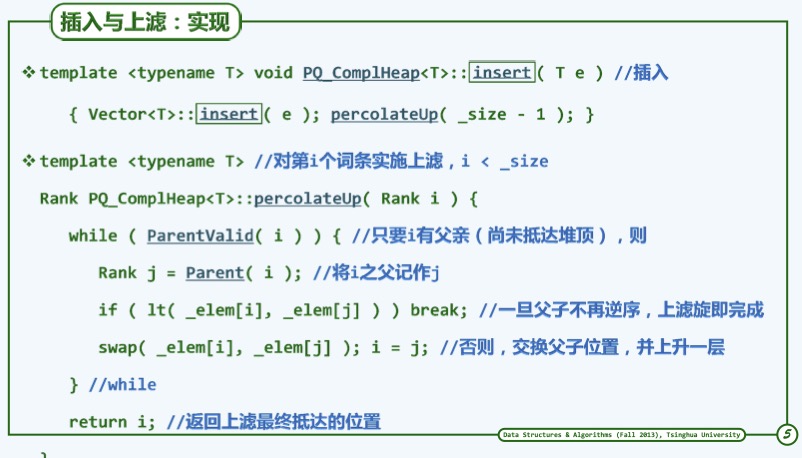 插入与上滤：实现
❖ template <typename T> void PQ_ComplHeap<T>::insert( T e ) //插入
{ Vector<T>::insert( e ); percolateUp( _size - 1 ); }
❖ template <typename T> //对第i个词条实施上滤，i < _size
Rank PQ_ComplHeap<T>::percolateUp( Rank i ) {
while ( ParentValid( i ) ) { //只要i有父亲（尚未抵达堆顶），则
Rank j = Parent( i ); //将i之父记作j
if ( lt( _elem[i], _elem[j] ) ) break; //一旦父子不再逆序，上滤旋即完成
swap( _elem[i], _elem[j] ); i = j; //否则，交换父子位置，并上升一层
} //while
return i; //返回上滤最终抵达的位置
Data Structures & Algorithms (Fall 2013), Tsinghua University
5
}